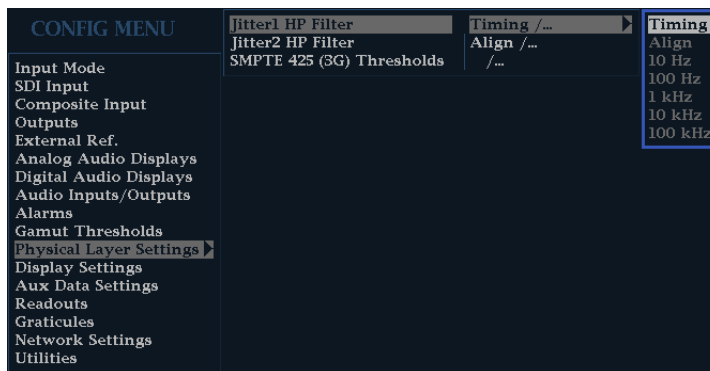 CONFIG MENU
Input Mode
SDI Input
Composite Input
Outputs
External Ref.
Analog Audio Displays
Digital Audio Displays
Audio Inputs/Outputs
Alarms
Gamut Thresholds
Physical Layer Settings
Display Settings
Aux Data Settings
Readouts
Graticules
Network Settings
Utilities
Jitter1 HP Filter Timing /...
Jitter2 HP Filter Align /...
SMPTE 425 (3G) Thresholds /...
Timing
Align
10 Hz
100 Hz
1 kHz
10 kHz
100 kHz